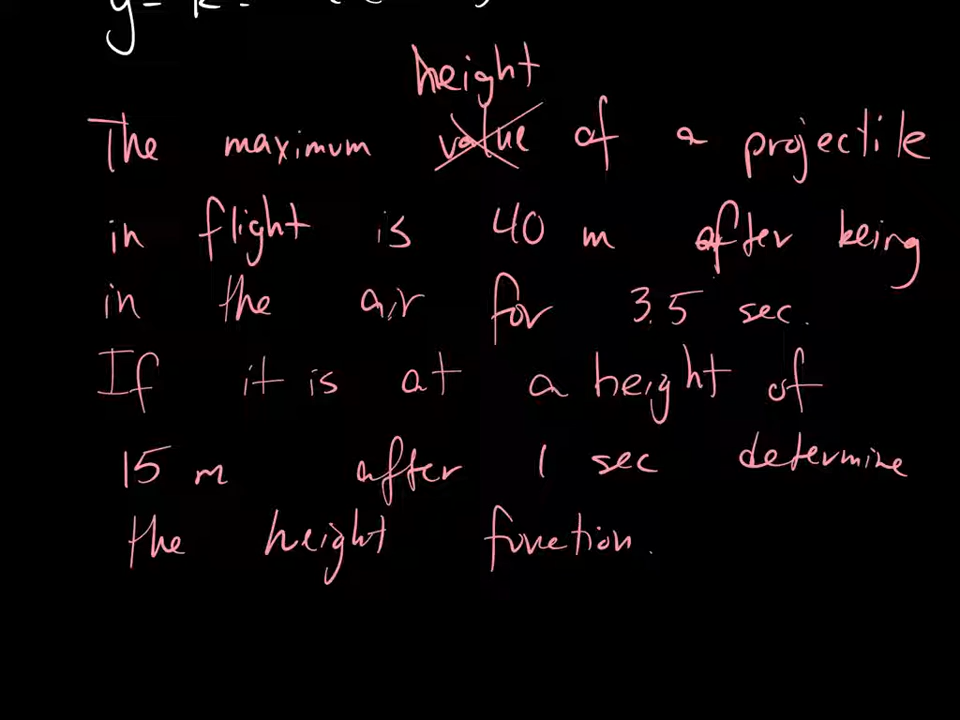 height
The maximum value of a projectile
in flight is 40 m after being
in the air for 3.5 sec.
If it is at a height of
15 m after 1 sec determine
the height function.